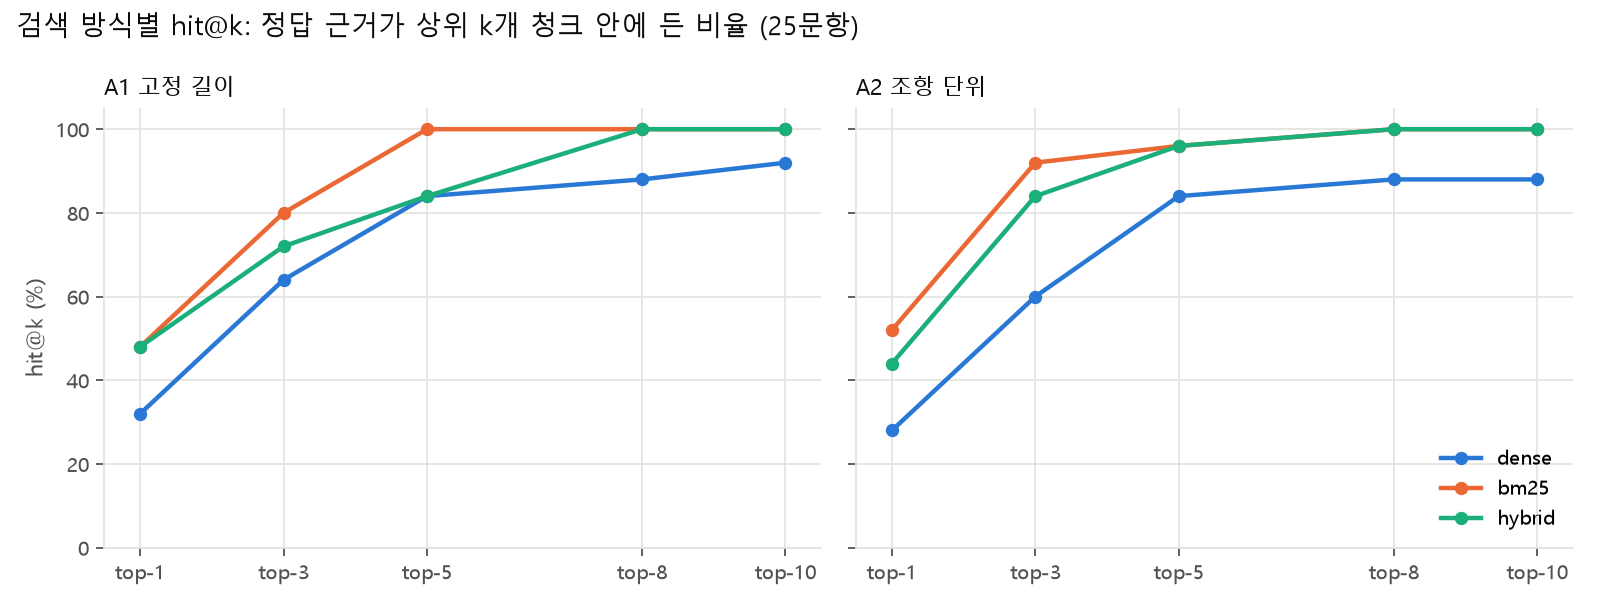 검색 방식별 hit@k: 정답 근거가 상위 k개 청크 안에 든 비율 (25문항)
A1 고정 길이
hit@k (%)
100
80
60
40
20
0
top-1
top-3
top-5
top-8
top-10
A2 조항 단위
top-1
top-3
top-5
top-8
top-10
dense
bm25
hybrid